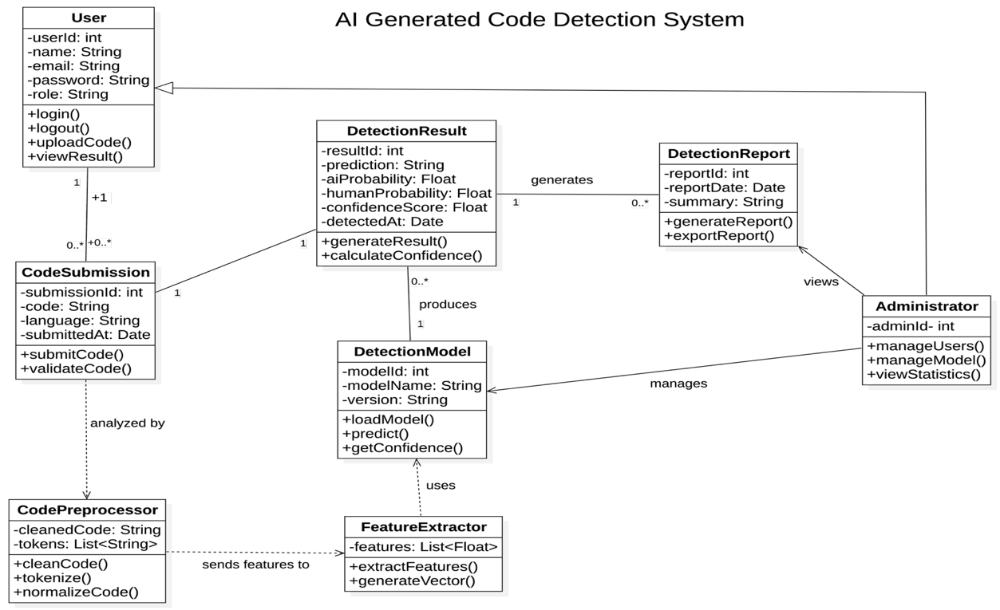 AI Generated Code Detection System
User
-userId: int
-name: String
-email: String
-password: String
-role: String
+login()
+logout()
+uploadCode()
+viewResult()
1
+1
0..*
+0..*
CodeSubmission
-submissionId: int
-code: String
-language: String
-submittedAt: Date
+submitCode()
+validateCode()
1
1
DetectionResult
-resultId: int
-prediction: String
-aiProbability: Float
-humanProbability: Float
-confidenceScore: Float
-detectedAt: Date
+generateResult()
+calculateConfidence()
generates
1
0..*
DetectionReport
-reportId: int
-reportDate: Date
-summary: String
+generateReport()
+exportReport()
views
Administrator
-adminId- int
+manageUsers()
+manageModel()
+viewStatistics()
0..*
produces
1
DetectionModel
-modelId: int
-modelName: String
-version: String
+loadModel()
+predict()
+getConfidence()
manages
analyzed by
uses
CodePreprocessor
-cleanedCode: String
-tokens: List<String>
+cleanCode()
+tokenize()
+normalizeCode()
sends features to
FeatureExtractor
-features: List<Float>
+extractFeatures()
+generateVector()